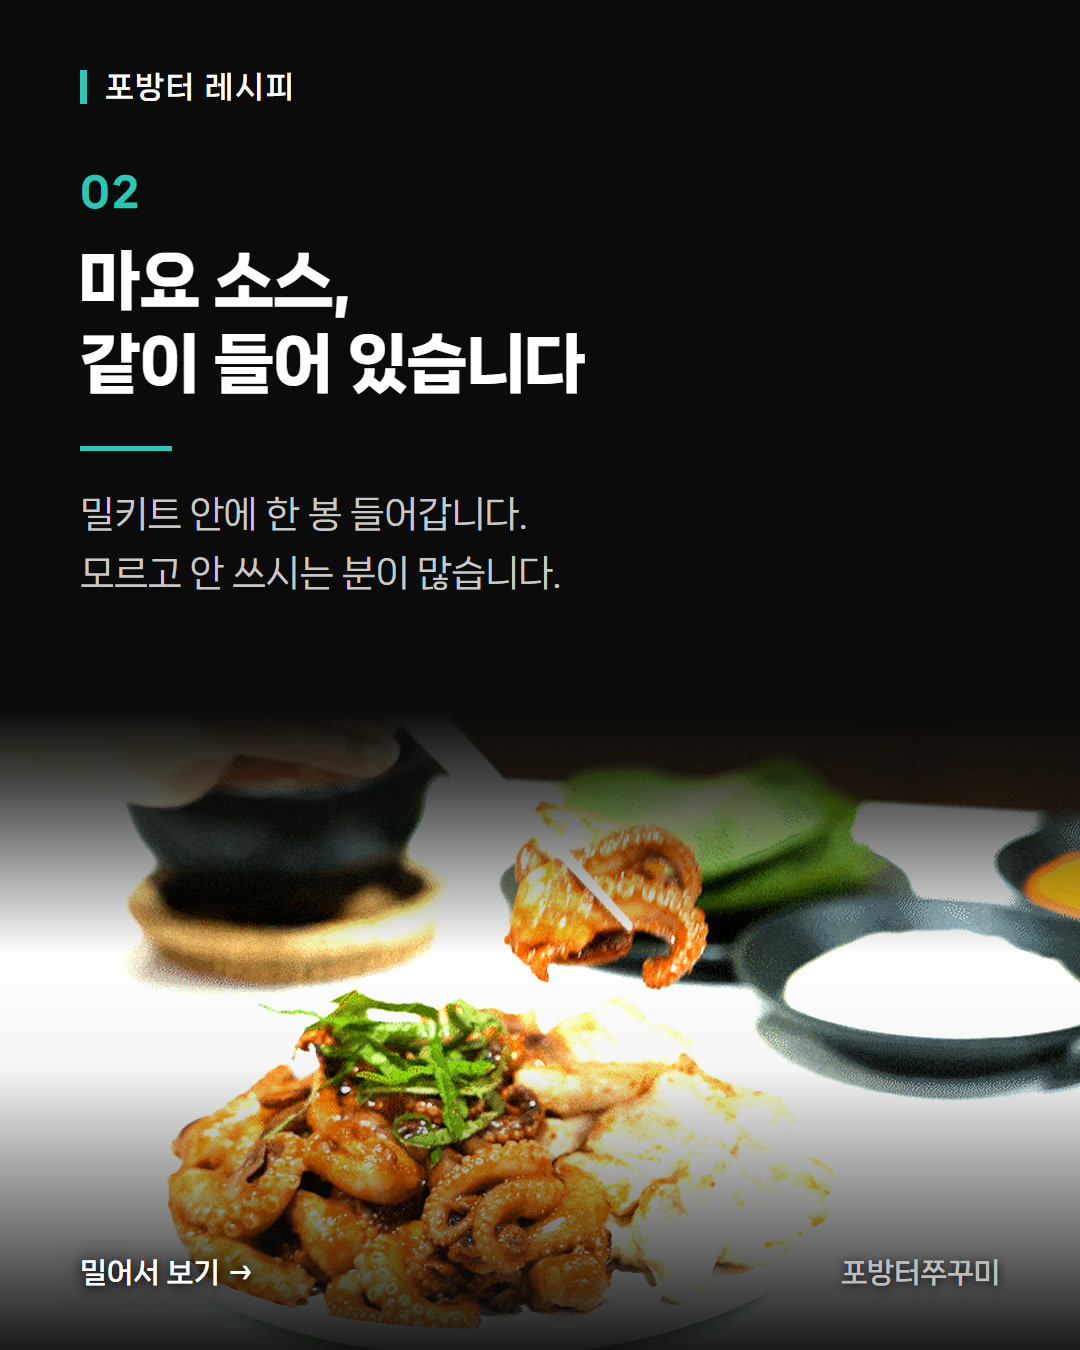 포방터 레시피
02
마요 소스,
같이 들어 있습니다
밀키트 안에 한 봉 들어갑니다.
모르고 안 쓰시는 분이 많습니다.
밀어서 보기 →
포방터쭈꾸미